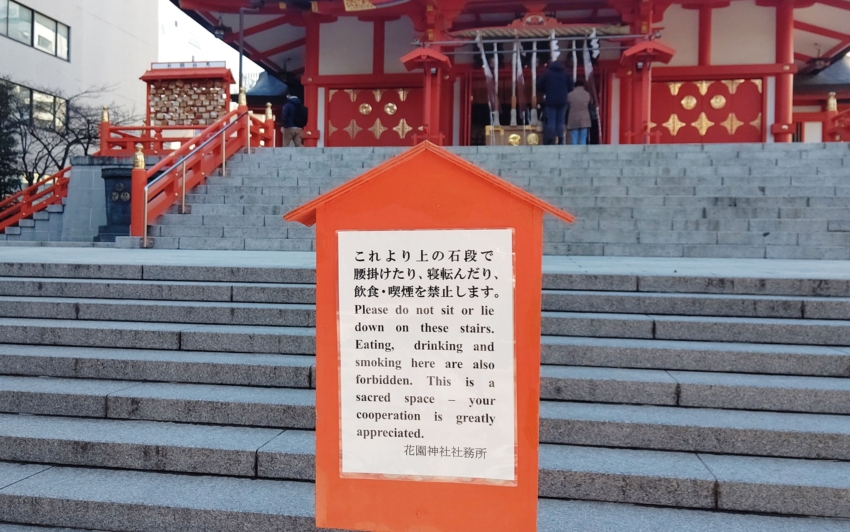 これより上の石段で
腰掛けたり、寝転んだり、
飲食・喫煙を禁止します。
Please do not sit or lie
down on these stairs.
Eating, drinking and
smoking here are also
forbidden. This is a
sacred space – your
cooperation is greatly
appreciated.
花園神社社務所